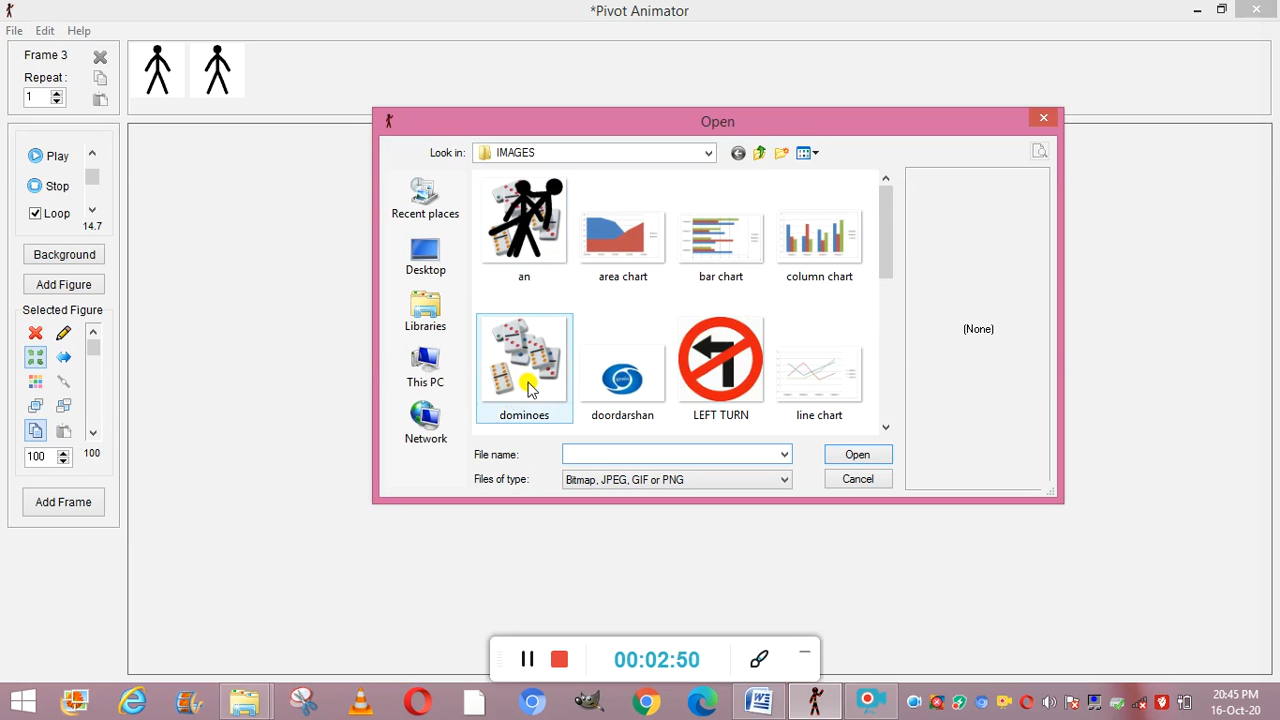 *Pivot Animator
File Edit Help
Frame 3
Repeat :
1
Play
Stop
Loop
14.7
Background
Add Figure
Selected Figure
100 100
Add Frame
Open
Look in: IMAGES
Recent places
Desktop
Libraries
This PC
Network
an area chart bar chart column chart
dominoes doordarshan LEFT TURN line chart
(None)
File name: Open
Files of type: Bitmap, JPEG, GIF or PNG Cancel
00:02:50
20:45 PM
16-Oct-20